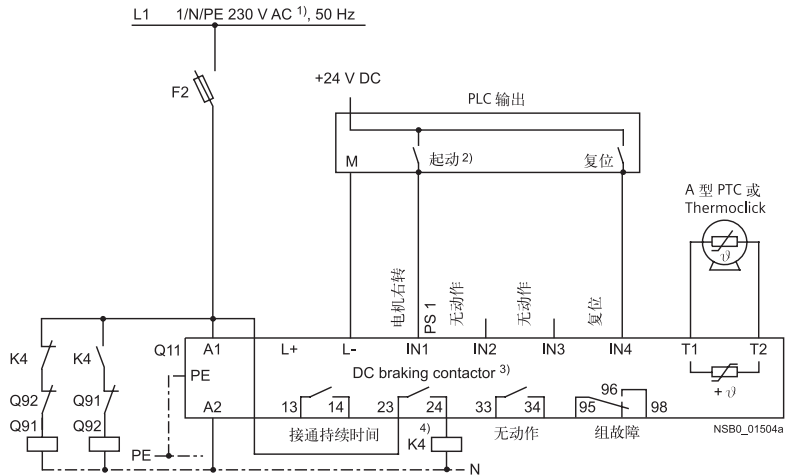 L1 1/N/PE 230 V AC 1), 50 Hz
F2
+24 V DC
PLC 输出
M
起动 2)
复位
A 型 PTC 或
Thermoclick
ϑ
电机右转
PS 1
无动作
无动作
复位
K4
K4
Q11
A1
L+
L-
IN1
IN2
IN3
IN4
T1
T2
PE
DC braking contactor 3)
+ ϑ
Q92
Q91
A2
13
14
23
24
33
34
95
96
98
Q91
Q92
接通持续时间
4)
K4
无动作
组故障
NSB0_01504a
PE
N